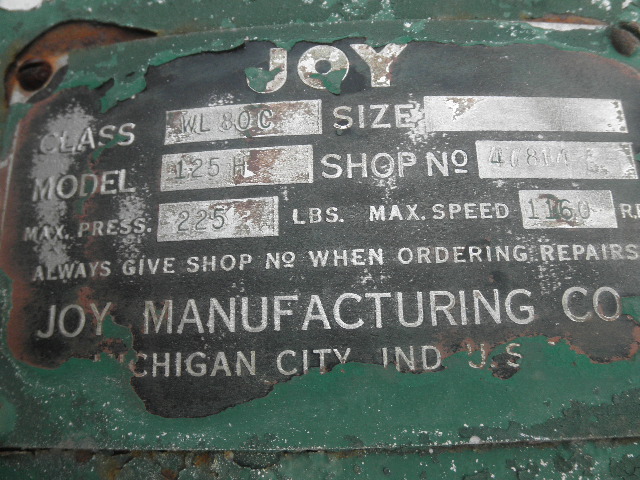 JOY
CLASS WL 80C SIZE
MODEL 125 H SHOP Nº
MAX. PRESS. 225 LBS. MAX. SPEED 1160
ALWAYS GIVE SHOP Nº WHEN ORDERING REPAIRS
JOY MANUFACTURING CO
MICHIGAN CITY IND U.S